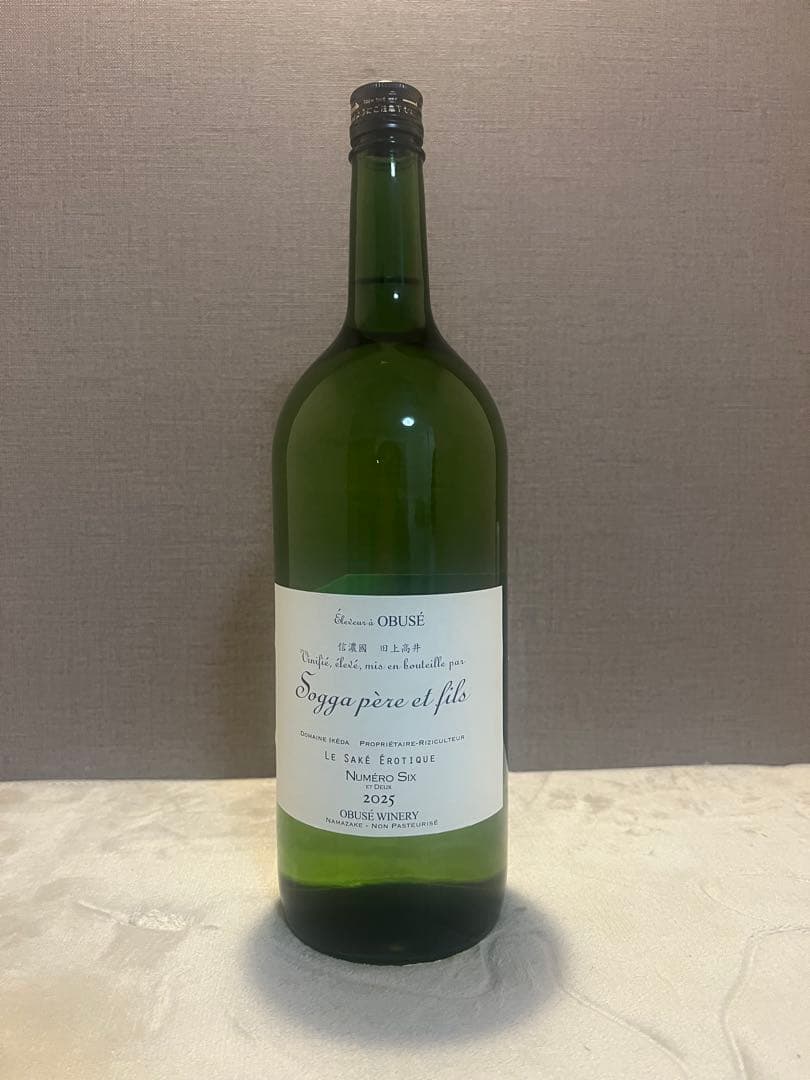 Éleveur à OBUSÉ
信濃國 旧上高井
Vinifié, élevé, mis en bouteille par
Sogga père et fils
DOMAINE IKÉDA PROPRIÉTAIRE-RIZICULTEUR
LE SAKÉ ÉROTIQUE
NUMÉRO SIX
ET DEUX
2025
OBUSÉ WINERY
NAMAZAKE - NON PASTEURISÉ